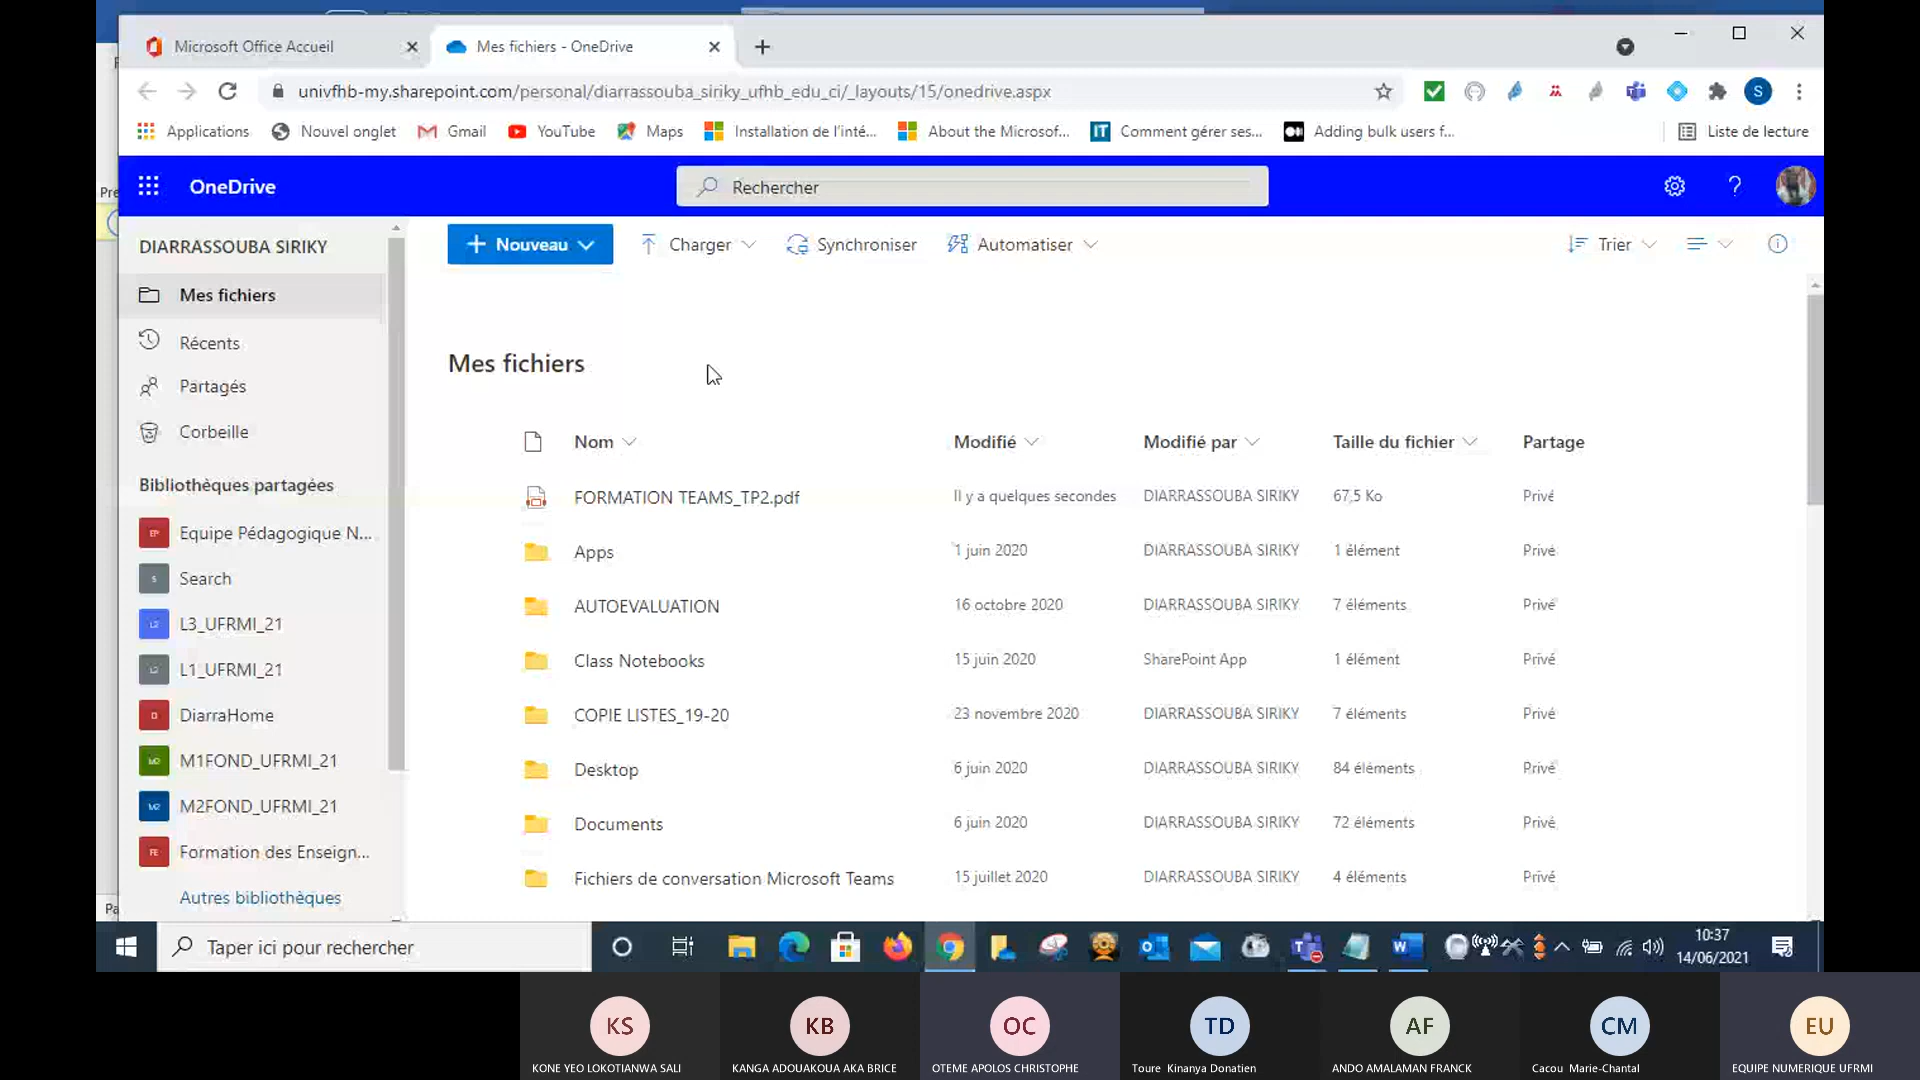 Microsoft Office Accueil
Mes fichiers - OneDrive
univfhb-my.sharepoint.com/personal/diarrassouba_siriky_ufhb_edu_ci/_layouts/15/onedrive.aspx
S
Applications
Nouvel onglet
Gmail
YouTube
Maps
Installation de l'inté...
About the Microsof...
IT
Comment gérer ses...
Adding bulk users f...
Liste de lecture
Pre
OneDrive
Rechercher
?
DIARRASSOUBA SIRIKY
Mes fichiers
Récents
Partagés
Corbeille
Bibliothèques partagées
Equipe Pédagogique N...
S
Search
L3_UFRMI_21
L1_UFRMI_21
D
DiarraHome
M1FOND_UFRMI_21
M2FOND_UFRMI_21
FE
Formation des Enseign...
Autres bibliothèques
Pa
+ Nouveau
Charger
Synchroniser
Automatiser
Trier
Mes fichiers
Nom Modifié Modifié par Taille du fichier Partage
FORMATION TEAMS_TP2.pdf Il y a quelques secondes DIARRASSOUBA SIRIKY 67,5 Ko Privé
Apps 1 juin 2020 DIARRASSOUBA SIRIKY 1 élément Privé
AUTOEVALUATION 16 octobre 2020 DIARRASSOUBA SIRIKY 7 éléments Privé
Class Notebooks 15 juin 2020 SharePoint App 1 élément Privé
COPIE LISTES_19-20 23 novembre 2020 DIARRASSOUBA SIRIKY 7 éléments Privé
Desktop 6 juin 2020 DIARRASSOUBA SIRIKY 84 éléments Privé
Documents 6 juin 2020 DIARRASSOUBA SIRIKY 72 éléments Privé
Fichiers de conversation Microsoft Teams 15 juillet 2020 DIARRASSOUBA SIRIKY 4 éléments Privé
Taper ici pour rechercher
10:37
14/06/2021
KS
KONE YEO LOKOTIANWA SALI
KB
KANGA ADOUAKOUA AKA BRICE
OC
OTEME APOLOS CHRISTOPHE
TD
Toure Kinanya Donatien
AF
ANDO AMALAMAN FRANCK
CM
Cacou Marie-Chantal
EU
EQUIPE NUMERIQUE UFRMI